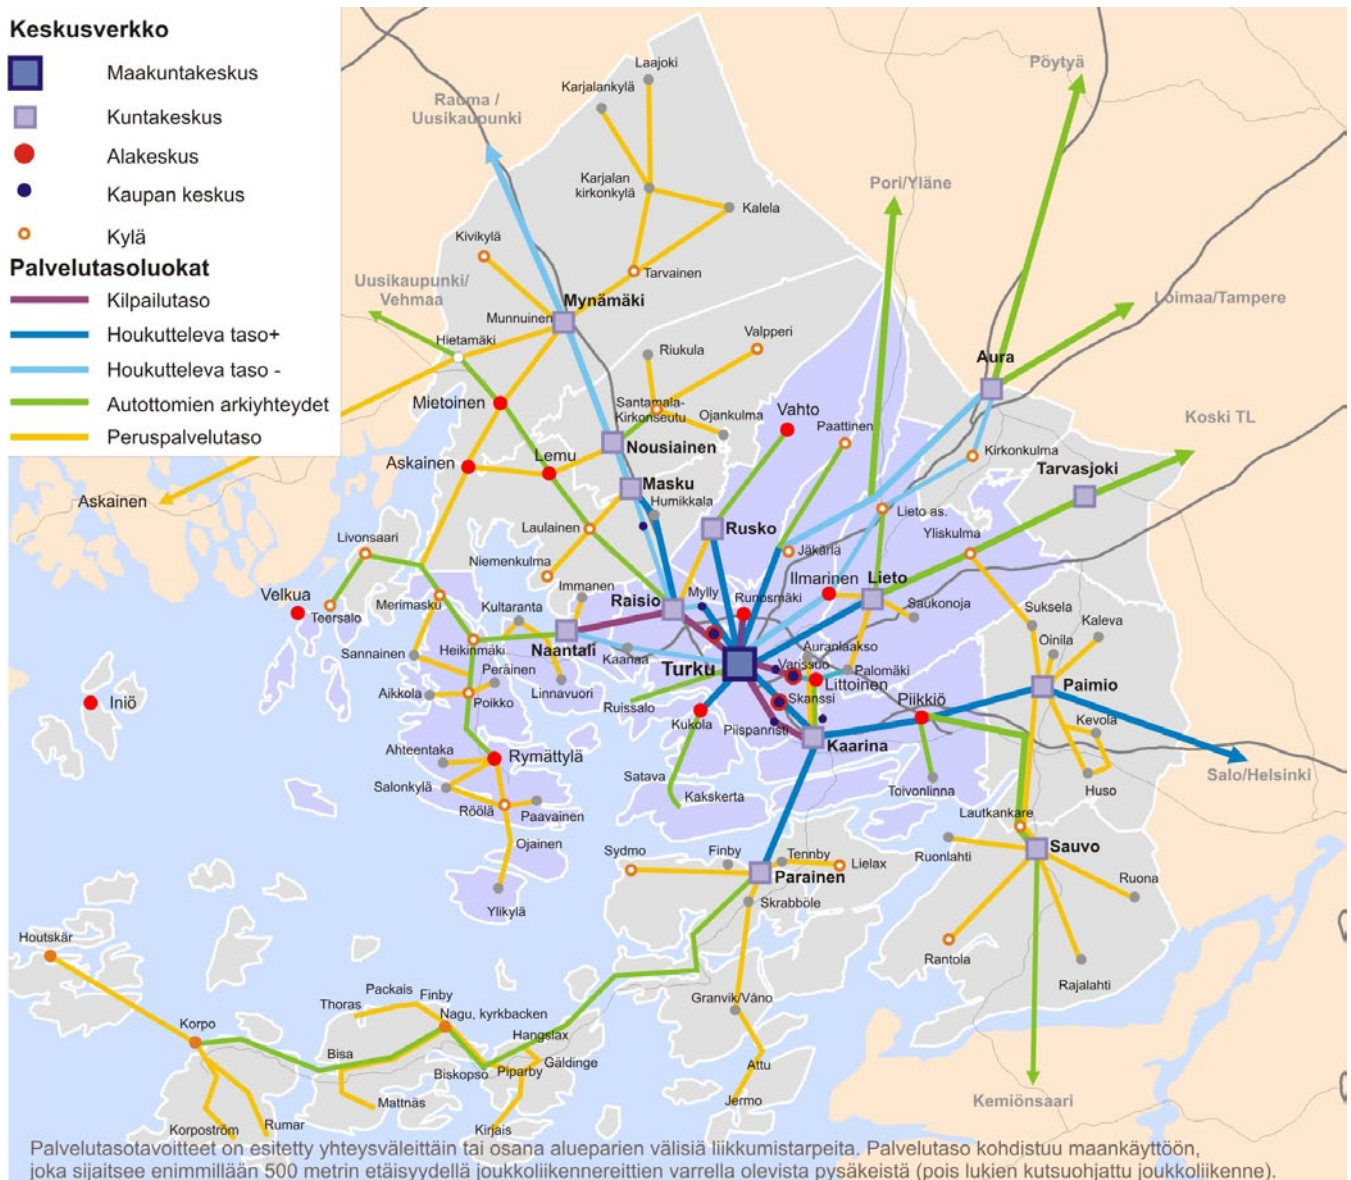 Keskusverkko
Maakuntakeskus
Kuntakeskus
Alakeskus
Kaupan keskus
Kylä
Palvelutasoluokat
Kilpailutaso
Houkutteleva taso+
Houkutteleva taso -
Autottomien arkiyhteydet
Peruspalvelutaso
Laajoki
Karjalankylä
Pöytyä
Rauma /
Uusikaupunki
Karjalan
kirkonkylä
Pori/Yläne
Kalela
Kivikylä
Tarvainen
Uusikaupunki/
Vehmaa
Mynämäki
Loimaa/Tampere
Munnuinen
Hietamäki
Valpperi
Riukula
Aura
Mietoinen
Santamala-
Kirkonseutu
Ojankulma
Vahto
Paattinen
Koski TL
Nousiainen
Kirkonkulma
Askainen
Lemu
Tarvasjoki
Masku
Humikkala
Askainen
Lieto as.
Laulainen
Rusko
Yliskulma
Livonsaari
Jäkärlä
Niemenkulma
Immanen
Ilmarinen
Lieto
Velkua
Merimasku
Kultaranta
Raisio
Mylly
Runosmäki
Saukonoja
Suksela
Kaleva
Teersalo
Oinila
Heikinmäki
Naantali
Kaanaa
Auranlaakso
Sannainen
Turku
Varissuo
Palomäki
Peräinen
Littoinen
Paimio
Aikkola
Poikko
Linnavuori
Iniö
Ruissalo
Skanssi
Piikkiö
Kukola
Piispanristi
Kevola
Ahteentaka
Rymättylä
Kaarina
Salo/Helsinki
Satava
Toivonlinna
Salonkylä
Huso
Kakskerta
Röölä
Paavainen
Lautkankare
Ojainen
Sydmo
Finby
Tennby
Lielax
Ruonlahti
Sauvo
Parainen
Ruona
Ylikylä
Skrabböle
Houtskär
Rantola
Rajalahti
Packais
Finby
Thoras
Granvik/Våno
Nagu, kyrkbacken
Korpo
Hangslax
Bisa
Gäldinge
Biskopsö
Piparby
Attu
Mattnäs
Jermo
Kemiönsaari
Rumar
Korpoström
Kirjais
Palvelutasotavoitteet on esitetty yhteysväleittäin tai osana alueparien välisiä liikkumistarpeita. Palvelutaso kohdistuu maankäyttöön,
joka sijaitsee enimmillään 500 metrin etäisyydellä joukkoliikennereittien varrella olevista pysäkeistä (pois lukien kutsuohjattu joukkoliikenne).